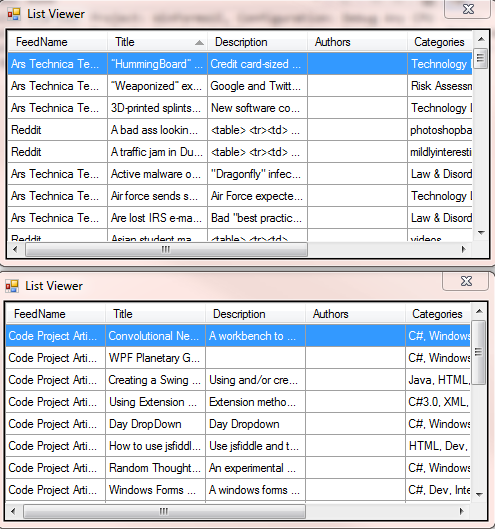 List Viewer
FeedName Title Description Authors Categories
Ars Technica Te... "HummingBoard" ... Credit card-sized ... Technology I
Ars Technica Te... "Weaponized" ex... Google and Twitt... Risk Assessm
Ars Technica Te... 3D-printed splints... New software co... Technology I
Reddit A bad ass lookin... <table> <tr><td> ... photoshopba
Reddit A traffic jam in Du... <table> <tr><td> ... mildlyinteresti
Ars Technica Te... Active malware o... "Dragonfly" infec... Law & Disord
Ars Technica Te... Air force sends s... Air Force expecte... Technology I
Ars Technica Te... Are lost IRS e-ma... Bad "best practic... Law & Disord
Reddit Asian student ma... <table> <tr><td> ... videos
List Viewer
FeedName Title Description Authors Categories
Code Project Arti... Convolutional Ne... A workbench to ... C#, Windows
Code Project Arti... WPF Planetary G... C#, Windows
Code Project Arti... Creating a Swing ... Using and/or cre... Java, HTML,
Code Project Arti... Using Extension ... Extension metho... C#3.0, XML,
Code Project Arti... Day DropDown Day DropDown C#, Windows
Code Project Arti... How to use jsfiddl... Use jsfiddle and t... HTML, Dev,
Code Project Arti... Random Thought... An experimental ... C#, Windows
Code Project Arti... Windows Forms ... A windows forms ... C#, Dev, Inte